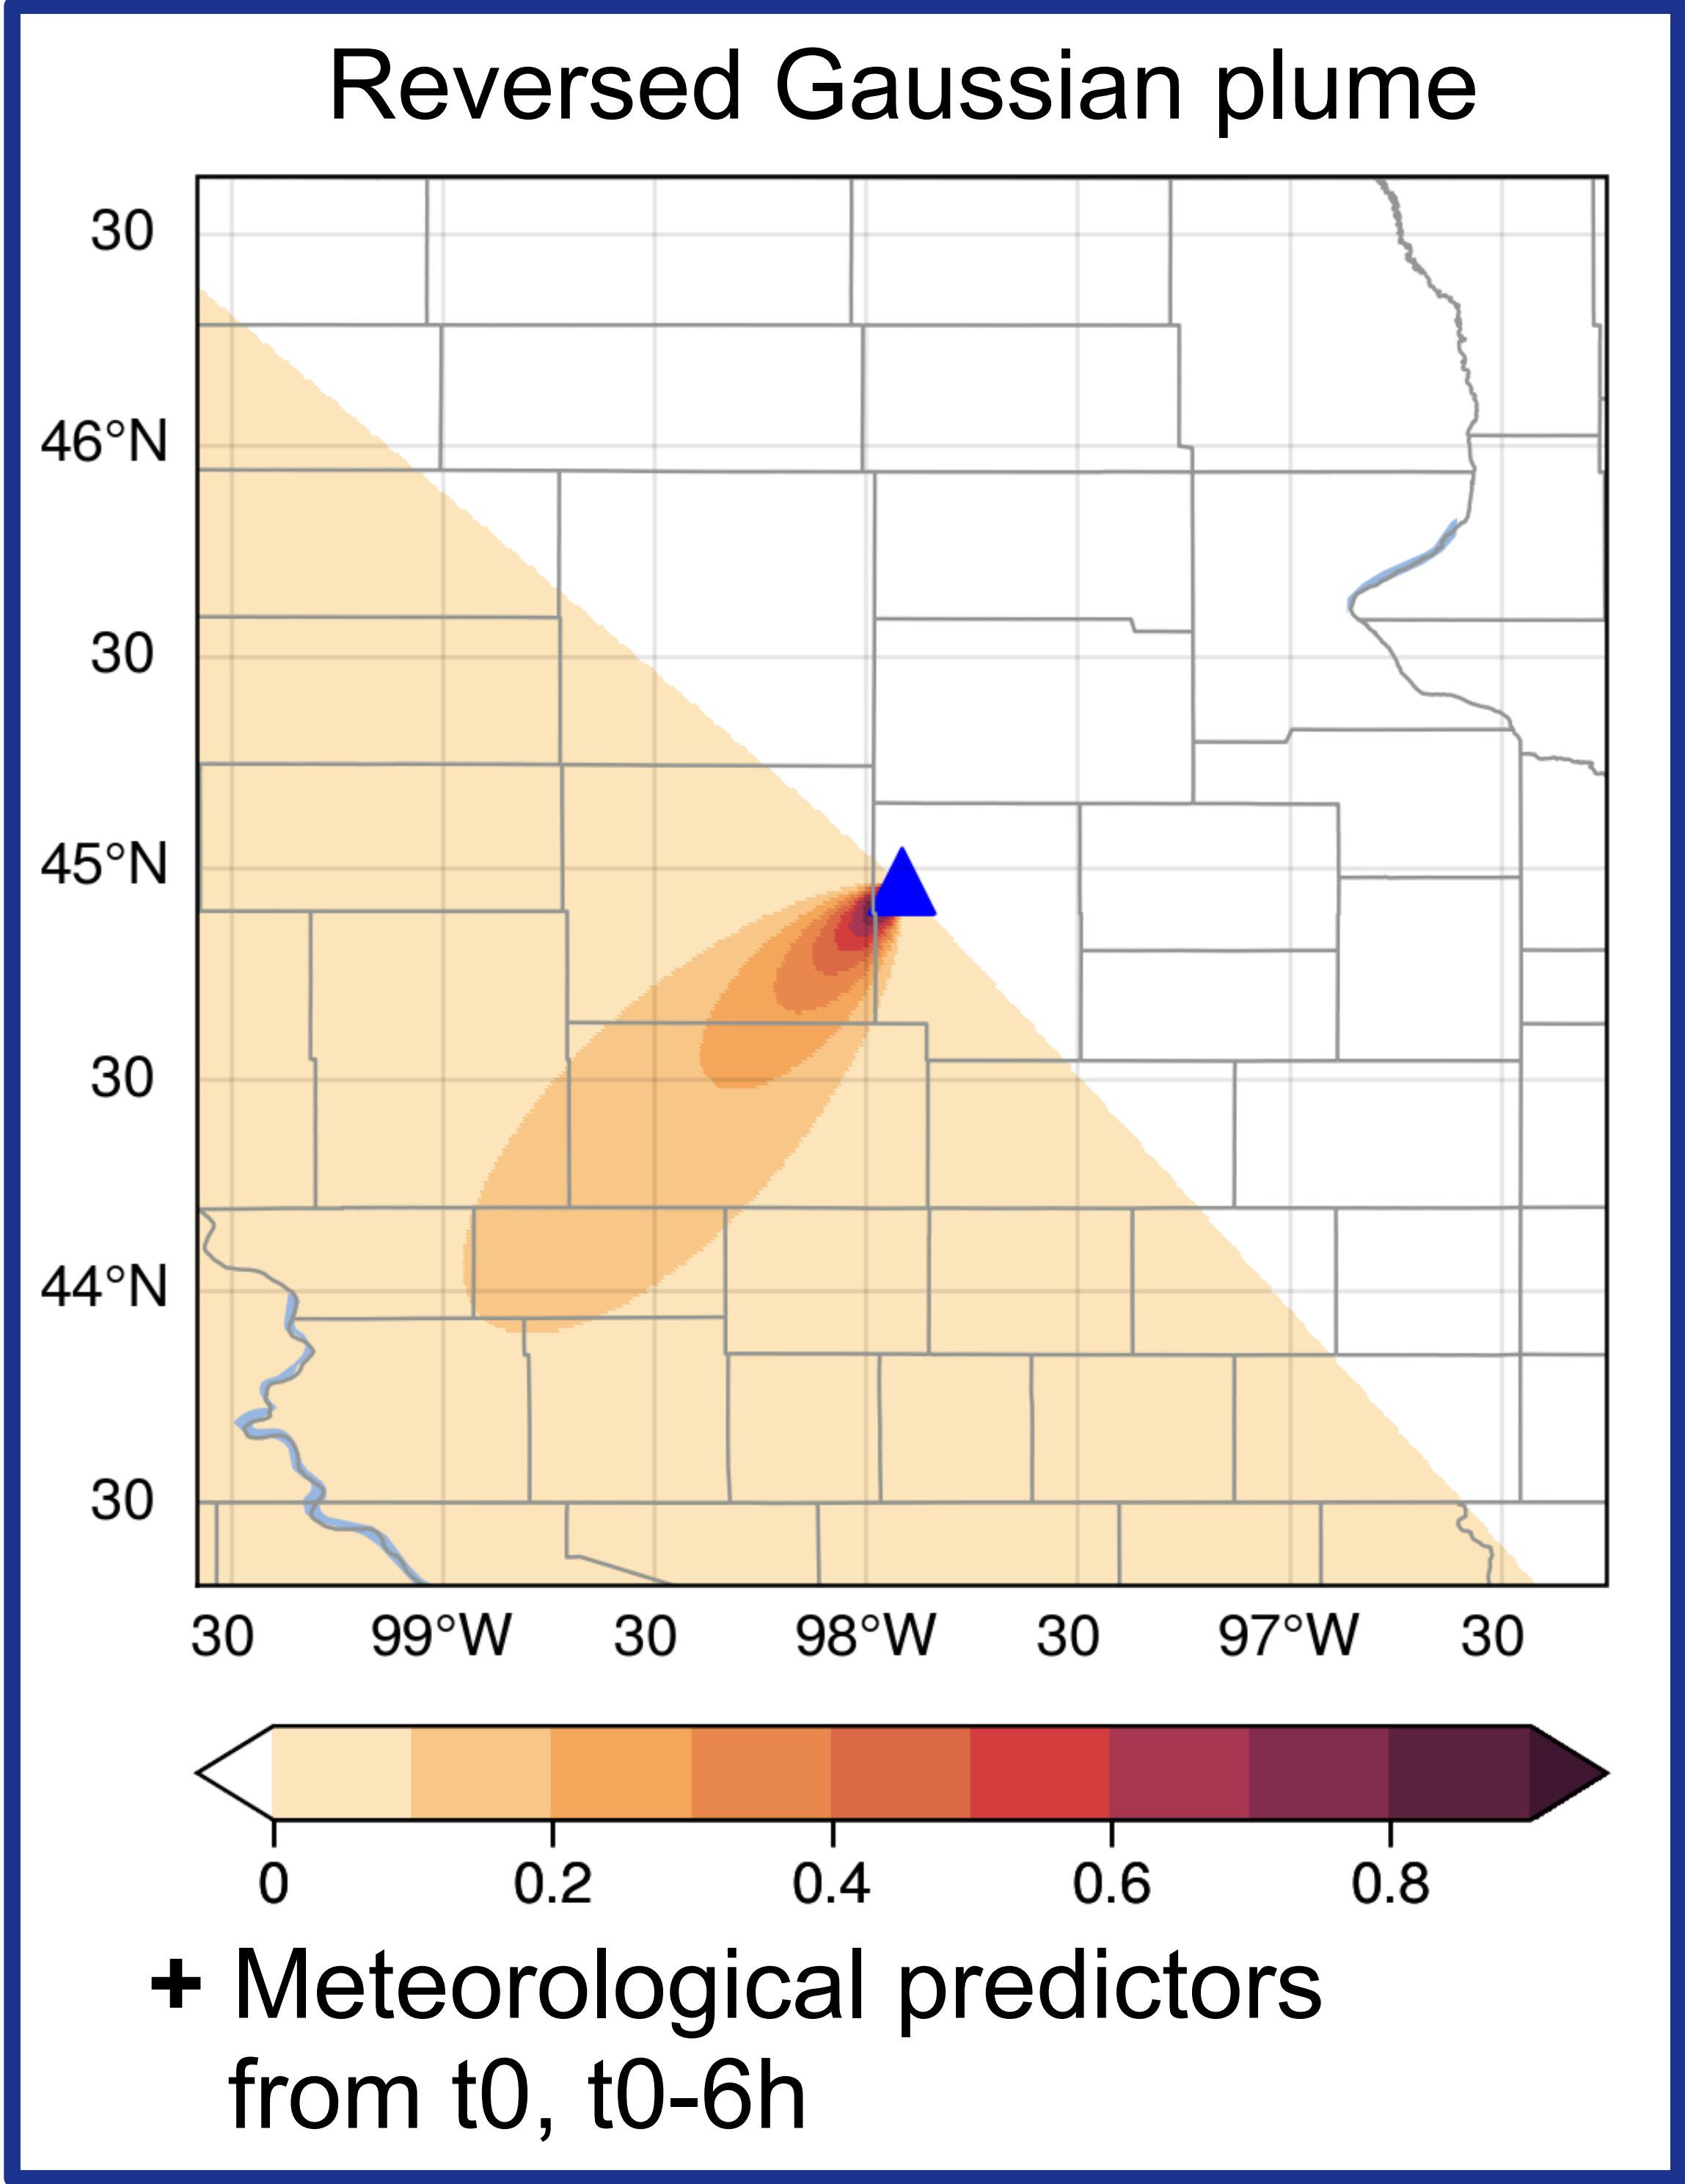 Reversed Gaussian plume
30
46°N
30
45°N
30
44°N
30
30 99°W 30 98°W 30 97°W 30
0 0.2 0.4 0.6 0.8
+ Meteorological predictors
from t0, t0-6h